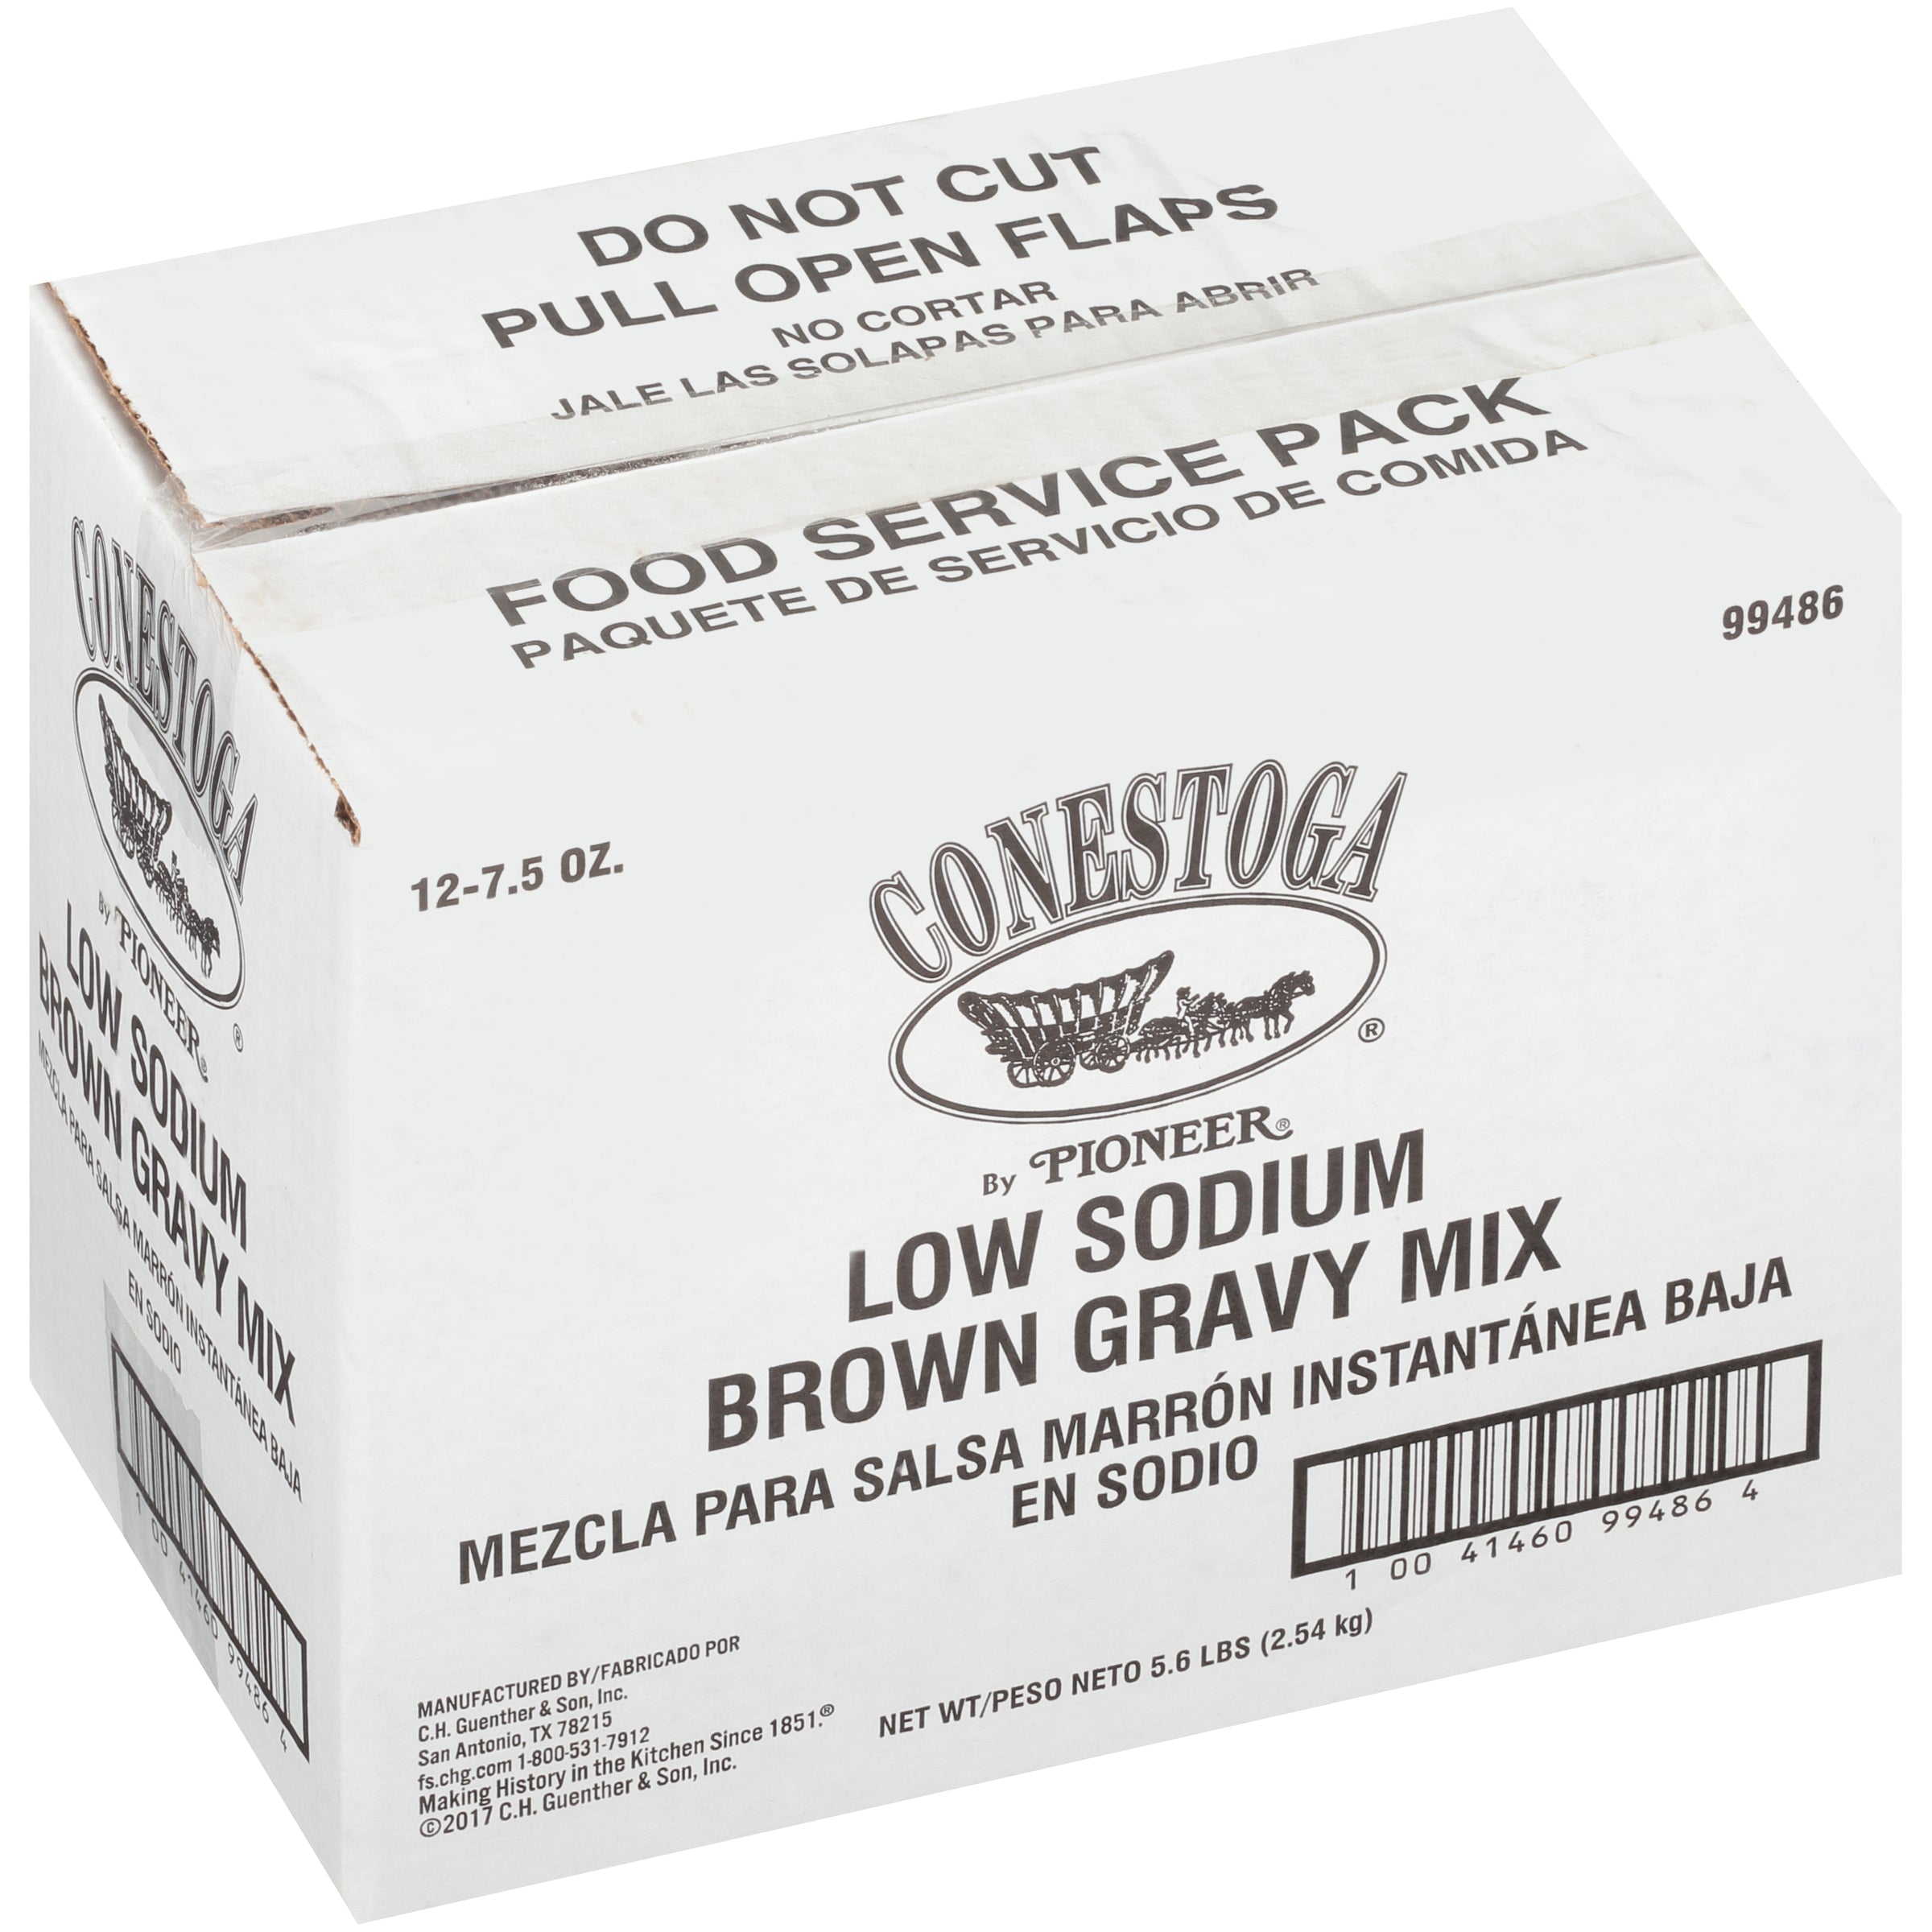 DO NOT CUT
PULL OPEN FLAPS
NO CORTAR
JALE LAS SOLAPAS PARA ABRIR
FOOD SERVICE PACK
PAQUETE DE SERVICIO DE COMIDA
99486
12-7.5 OZ.
CONESTOGA
®
By PIONEER®
LOW SODIUM
BROWN GRAVY MIX
MEZCLA PARA SALSA MARRÓN INSTANTÁNEA BAJA
EN SODIO
1 00 41460 99486 4
MANUFACTURED BY/FABRICADO POR
C.H. Guenther & Son, Inc.
San Antonio, TX 78215
fs.chg.com 1-800-531-7912
Making History in the Kitchen Since 1851.®
©2017 C.H. Guenther & Son, Inc.
NET WT/PESO NETO 5.6 LBS (2.54 kg)
CONESTOGA
®
By PIONEER®
LOW SODIUM
BROWN GRAVY MIX
MEZCLA PARA SALSA MARRÓN INSTANTÁNEA BAJA
EN SODIO
1 00 41460 99486 4